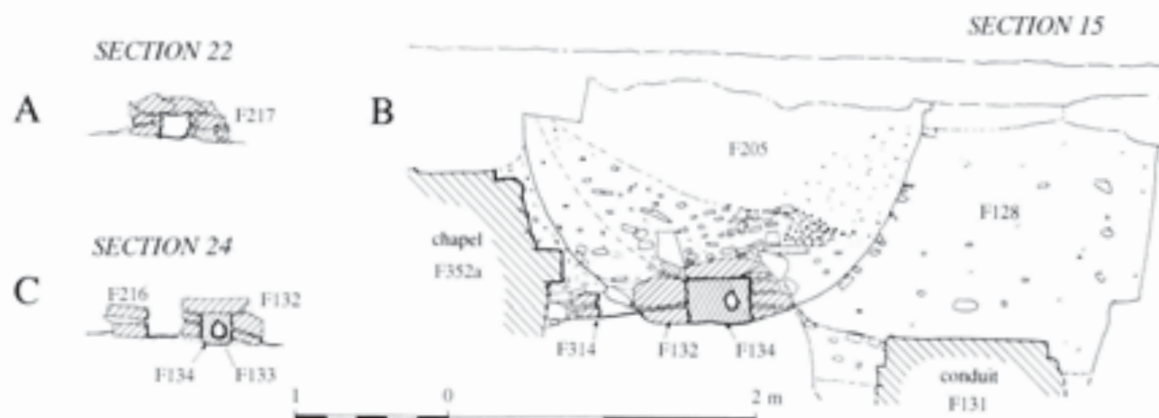 SECTION 22
A
F217
SECTION 15
B
F205
F128
chapel
F352a
F314
F132
F134
conduit
F131
SECTION 24
C
F216
F132
F134
F133
1 0 2 m